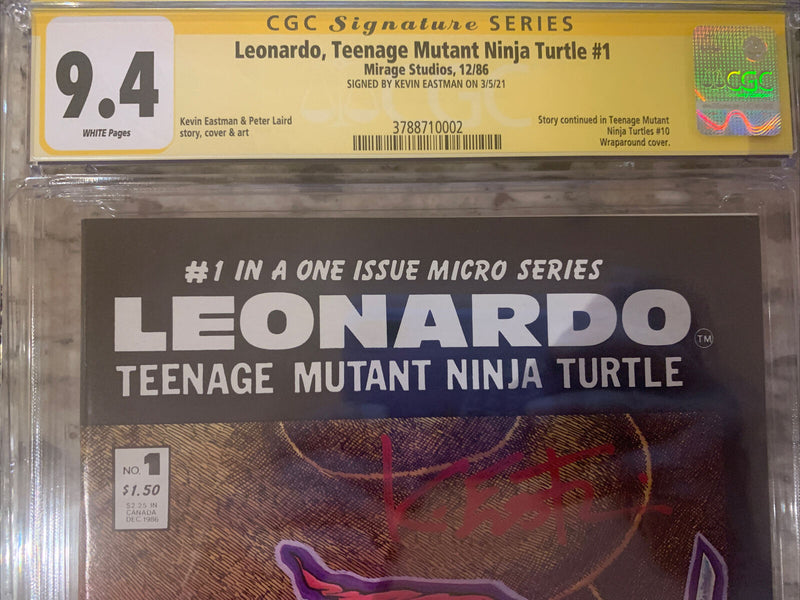 CGC Signature SERIES
Leonardo, Teenage Mutant Ninja Turtle #1
Mirage Studios, 12/86
SIGNED BY KEVIN EASTMAN ON 3/5/21
9.4
WHITE Pages
Kevin Eastman & Peter Laird
story, cover & art
3788710002
Story continued in Teenage Mutant
Ninja Turtles #10
Wraparound cover.
CGC
#1 IN A ONE ISSUE MICRO SERIES
LEONARDO TM
TEENAGE MUTANT NINJA TURTLE
NO. 1
$1.50
$2.25 IN
CANADA
DEC. 1986